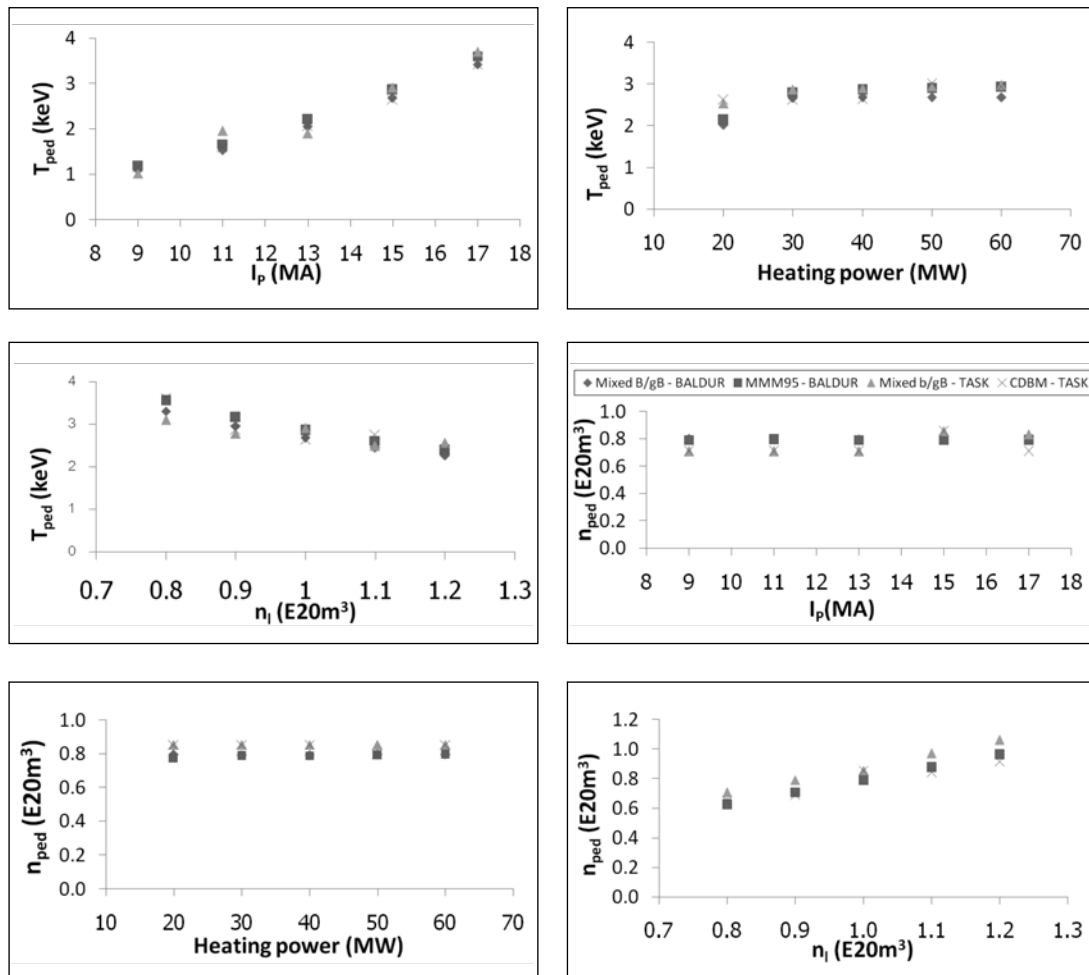 4
3
2
1
0
T_ped (keV)
8 9 10 11 12 13 14 15 16 17 18
I_P (MA)
4
3
2
1
0
T_ped (keV)
10 20 30 40 50 60 70
Heating power (MW)
4
3
2
1
0
T_ped (keV)
0.7 0.8 0.9 1 1.1 1.2 1.3
n_l (E20m³)
Mixed B/gB - BALDUR MMM95 - BALDUR Mixed b/gB - TASK CDBM - TASK
1.0
0.8
0.6
0.4
0.2
0.0
n_ped (E20m³)
8 9 10 11 12 13 14 15 16 17 18
I_P(MA)
1.0
0.8
0.6
0.4
0.2
0.0
n_ped (E20m³)
10 20 30 40 50 60 70
Heating power (MW)
1.2
1.0
0.8
0.6
0.4
0.2
0.0
n_ped (E20m³)
0.7 0.8 0.9 1.0 1.1 1.2 1.3
n_l (E20m³)